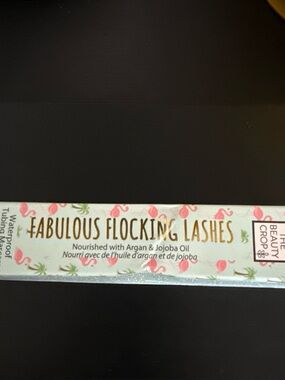 Waterproof
Tubing
FABULOUS FLOCKING LASHES
Nourished with Argan & Jojoba Oil
Nourri avec de l'huile d'argan et de jojoba
THE
BEAUTY
CROP